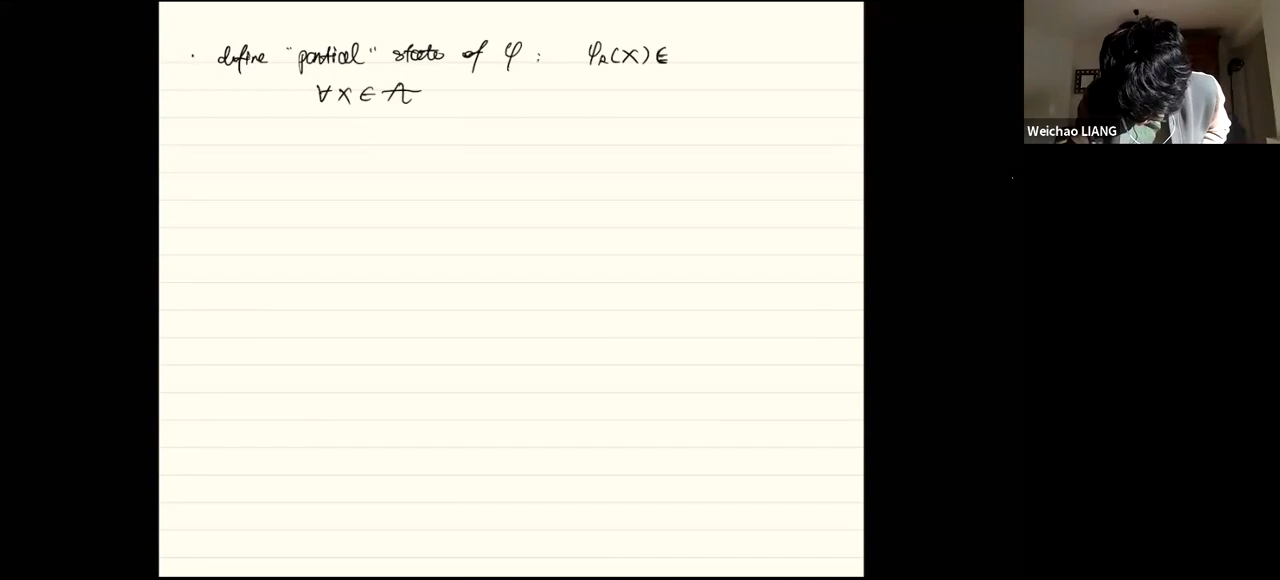 · define "partial" state of φ : φ_A(X) ∈
∀ X ∈ 𝒜
Weichao LIANG